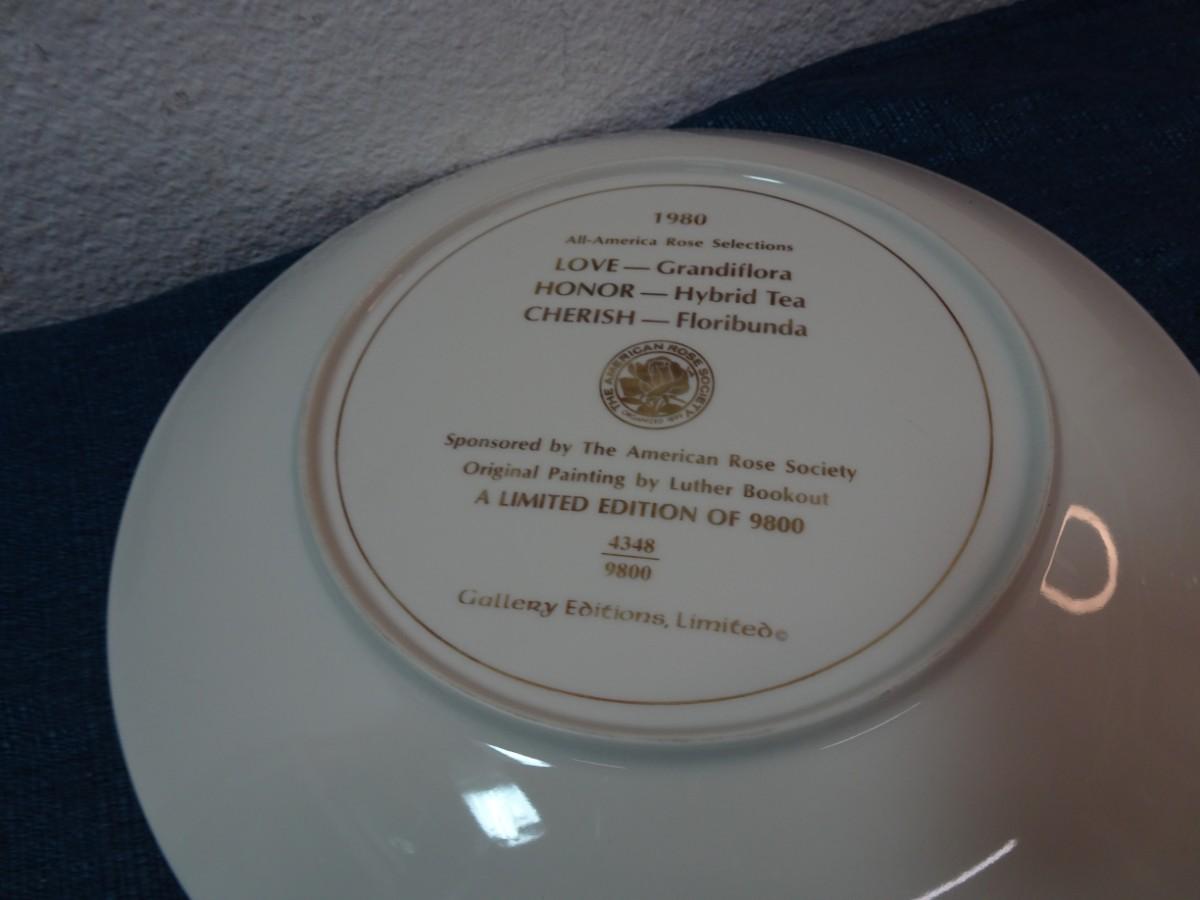 1980
All-America Rose Selections
LOVE — Grandiflora
HONOR — Hybrid Tea
CHERISH — Floribunda
THE AMERICAN ROSE SOCIETY
ORGANIZED
Sponsored by The American Rose Society
Original Painting by Luther Bookout
A LIMITED EDITION OF 9800
4348
9800
Gallery Editions, Limited©